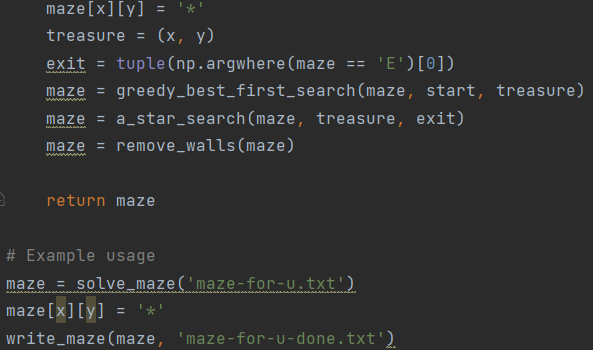 maze[x][y] = '*'
treasure = (x, y)
exit = tuple(np.argwhere(maze == 'E')[0])
maze = greedy_best_first_search(maze, start, treasure)
maze = a_star_search(maze, treasure, exit)
maze = remove_walls(maze)
return maze
# Example usage
maze = solve_maze('maze-for-u.txt')
maze[x][y] = '*'
write_maze(maze, 'maze-for-u-done.txt')